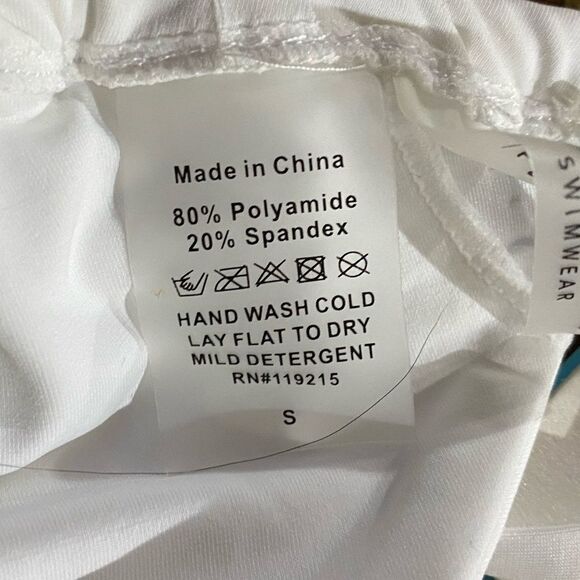 Made in China
80% Polyamide
20% Spandex
HAND WASH COLD
LAY FLAT TO DRY
MILD DETERGENT
RN#119215
S
SWIMWEAR